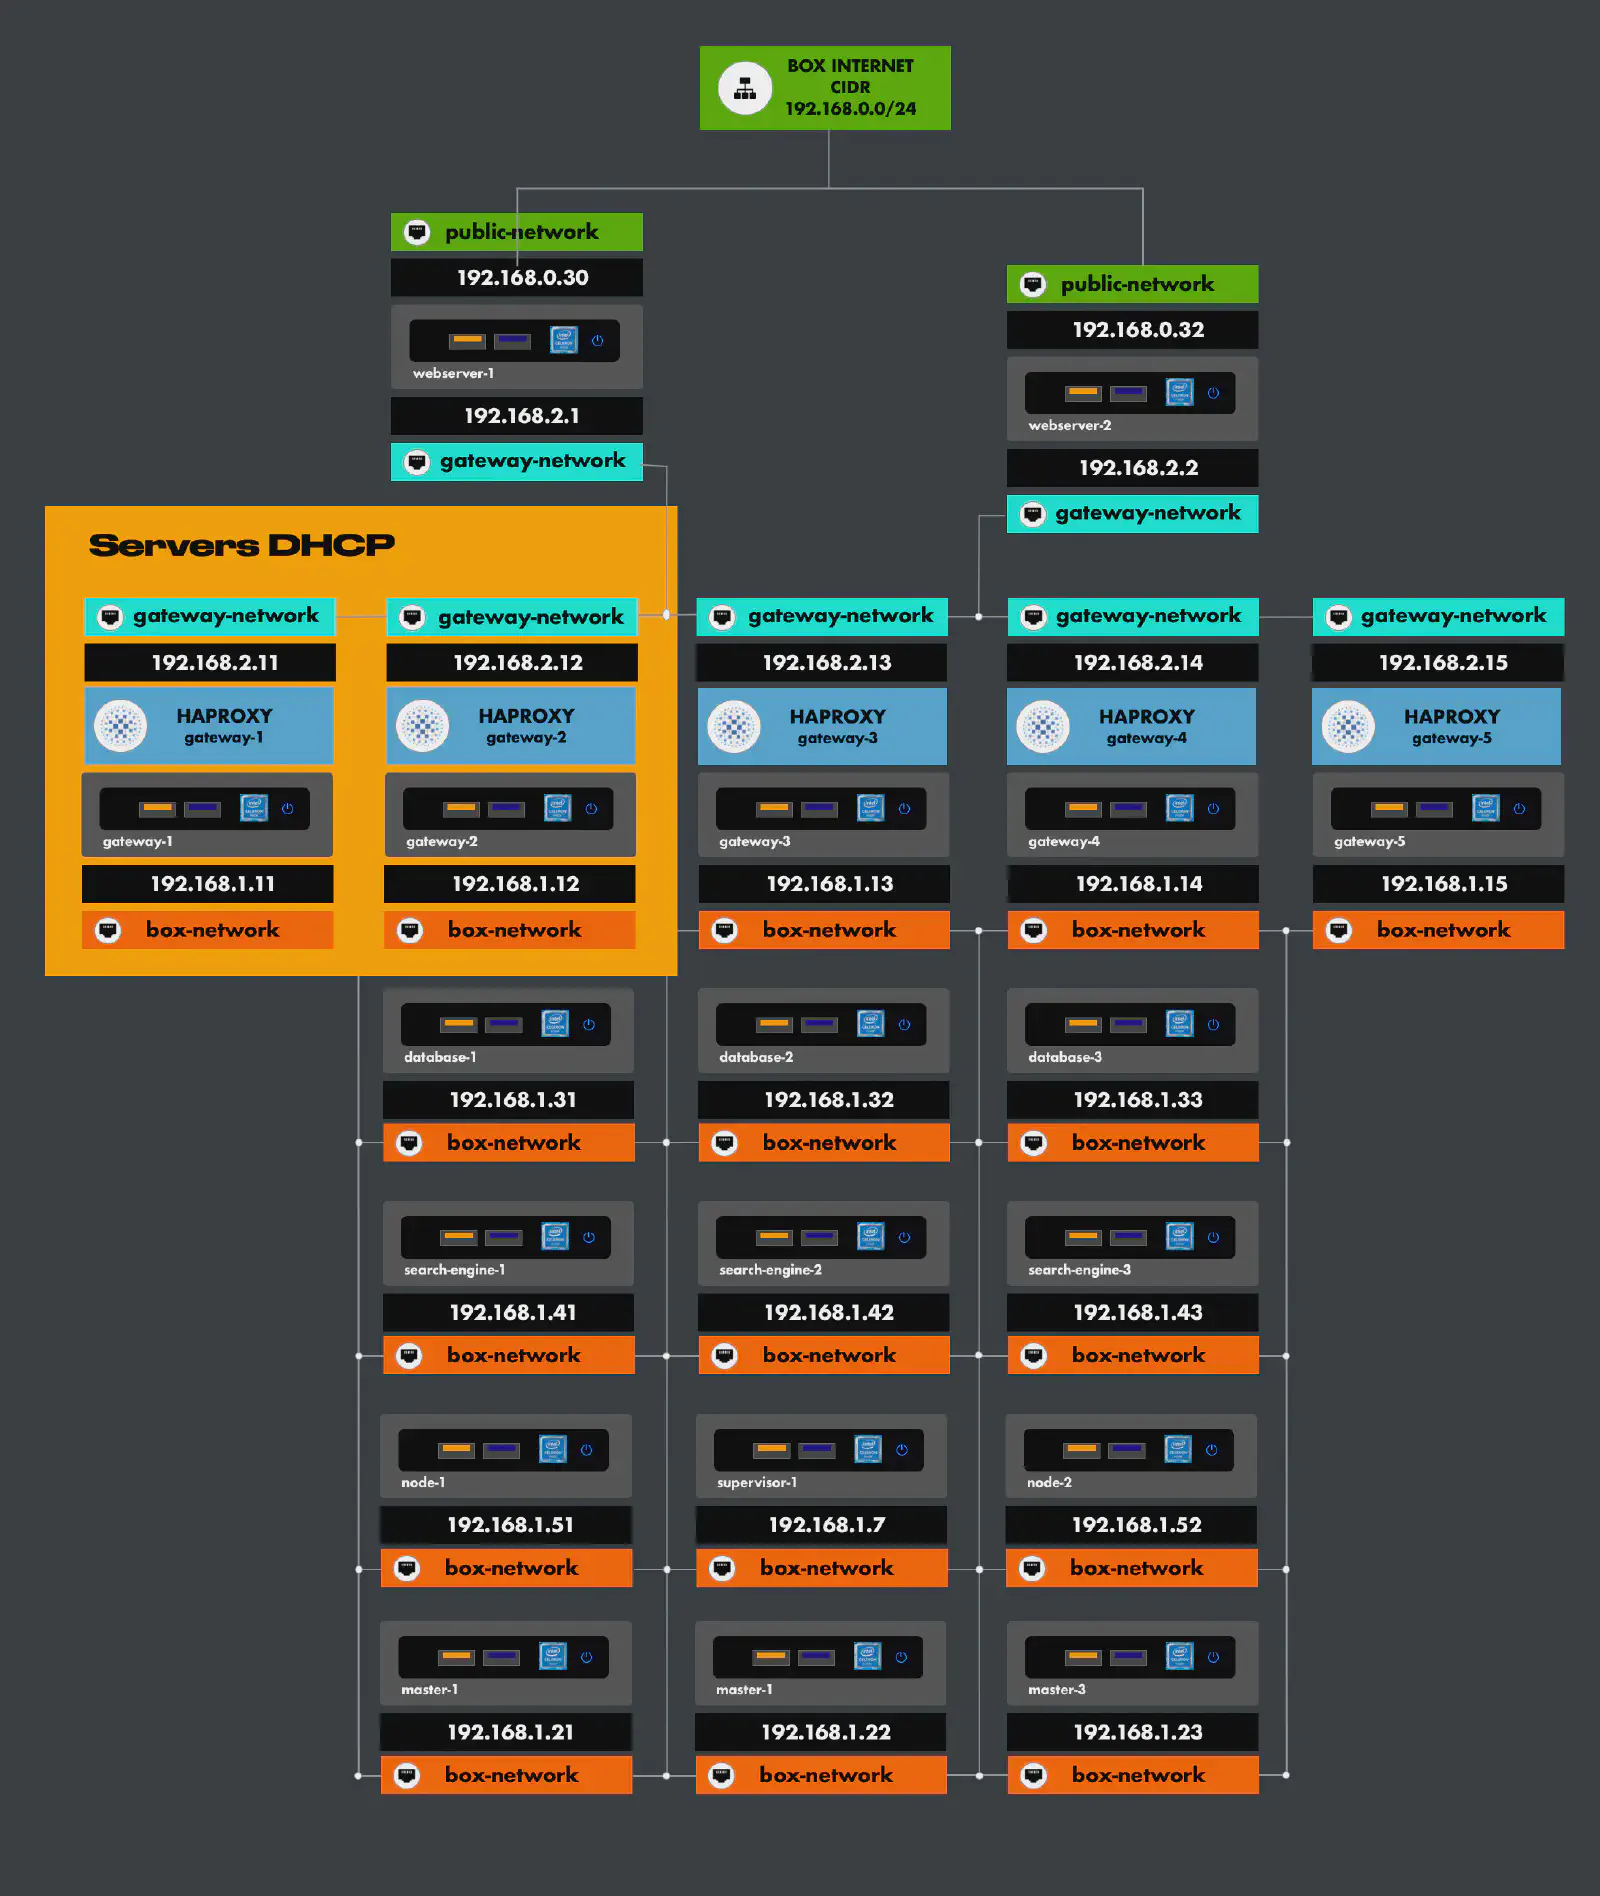 BOX INTERNET
CIDR
192.168.0.0/24
public-network
192.168.0.30
webserver-1
192.168.2.1
gateway-network
public-network
192.168.0.32
webserver-2
192.168.2.2
gateway-network
Servers DHCP
gateway-network
192.168.2.11
HAPROXY
gateway-1
gateway-1
192.168.1.11
box-network
gateway-network
192.168.2.12
HAPROXY
gateway-2
gateway-2
192.168.1.12
box-network
gateway-network
192.168.2.13
HAPROXY
gateway-3
gateway-3
192.168.1.13
box-network
gateway-network
192.168.2.14
HAPROXY
gateway-4
gateway-4
192.168.1.14
box-network
gateway-network
192.168.2.15
HAPROXY
gateway-5
gateway-5
192.168.1.15
box-network
database-1
192.168.1.31
box-network
database-2
192.168.1.32
box-network
database-3
192.168.1.33
box-network
search-engine-1
192.168.1.41
box-network
search-engine-2
192.168.1.42
box-network
search-engine-3
192.168.1.43
box-network
node-1
192.168.1.51
box-network
supervisor-1
192.168.1.7
box-network
node-2
192.168.1.52
box-network
master-1
192.168.1.21
box-network
master-1
192.168.1.22
box-network
master-3
192.168.1.23
box-network